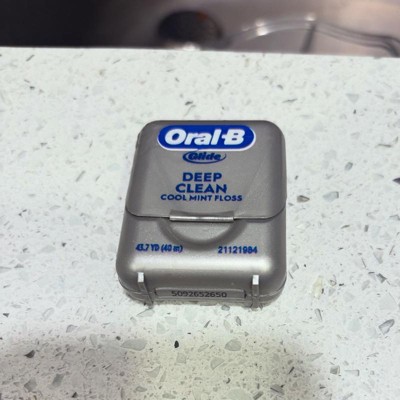 Oral-B
Glide
DEEP
CLEAN
COOL MINT FLOSS
43.7 YD (40 m) 21121984
5092652650